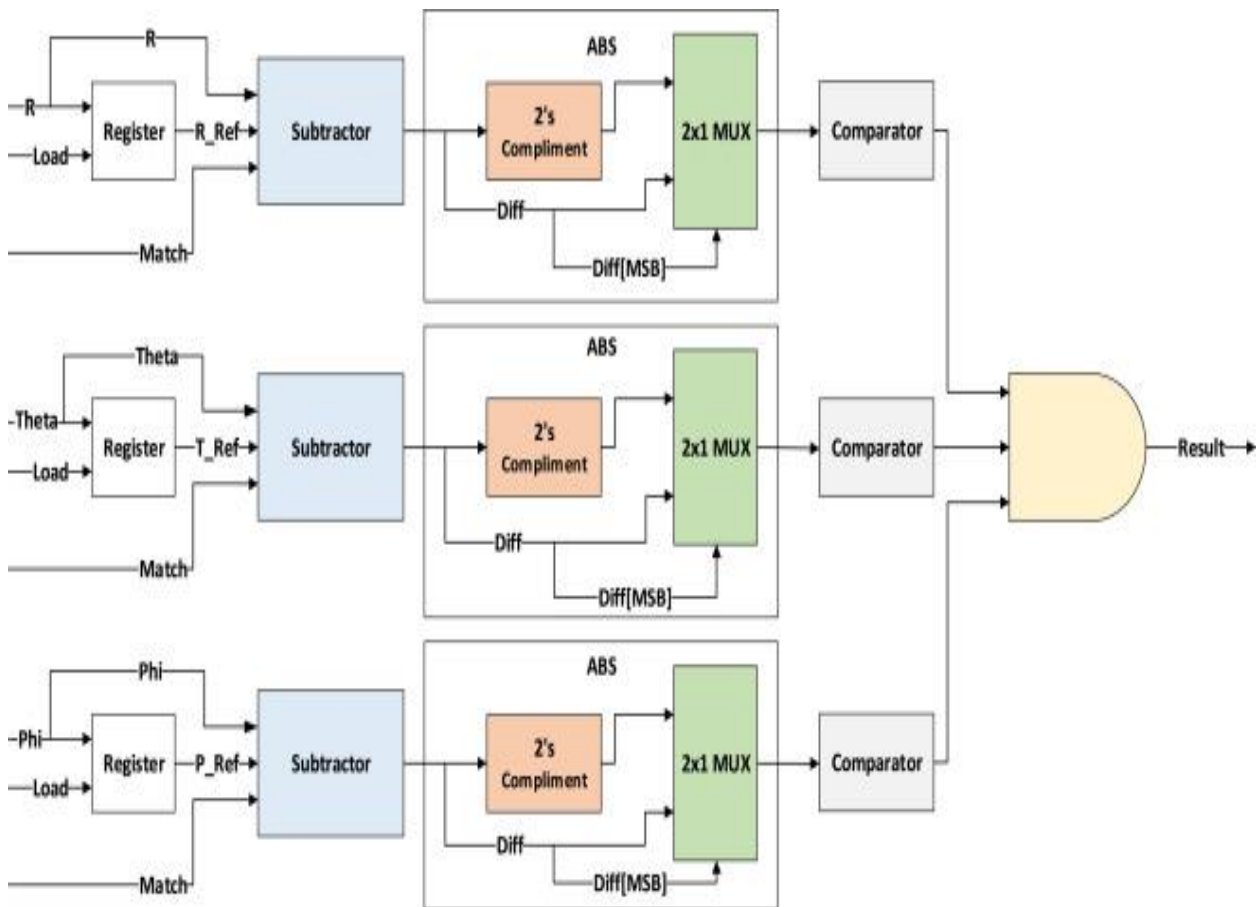 R
ABS
R
Load
Register
R_Ref
Subtractor
2's
Compliment
2x1 MUX
Comparator
Diff
Match
Diff[MSB]
Theta
ABS
Theta
Load
Register
T_Ref
Subtractor
2's
Compliment
2x1 MUX
Comparator
Result
Diff
Match
Diff[MSB]
Phi
ABS
Phi
Load
Register
P_Ref
Subtractor
2's
Compliment
2x1 MUX
Comparator
Diff
Match
Diff[MSB]